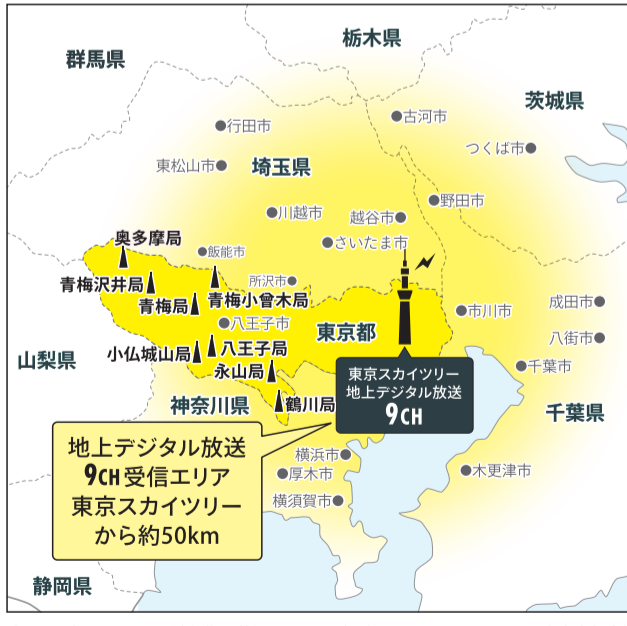 栃木県
群馬県
茨城県
古河市
行田市
つくば市
東松山市
埼玉県
野田市
川越市
越谷市
奥多摩局
さいたま市
飯能市
青梅沢井局
所沢市
青梅局
青梅小曾木局
成田市
市川市
八王子市
東京都
八街市
山梨県
小仏城山局
八王子局
永山局
千葉市
東京スカイツリー
地上デジタル放送
9CH
神奈川県
鶴川局
千葉県
地上デジタル放送
9CH受信エリア
東京スカイツリー
から約50km
横浜市
厚木市
木更津市
横須賀市
静岡県